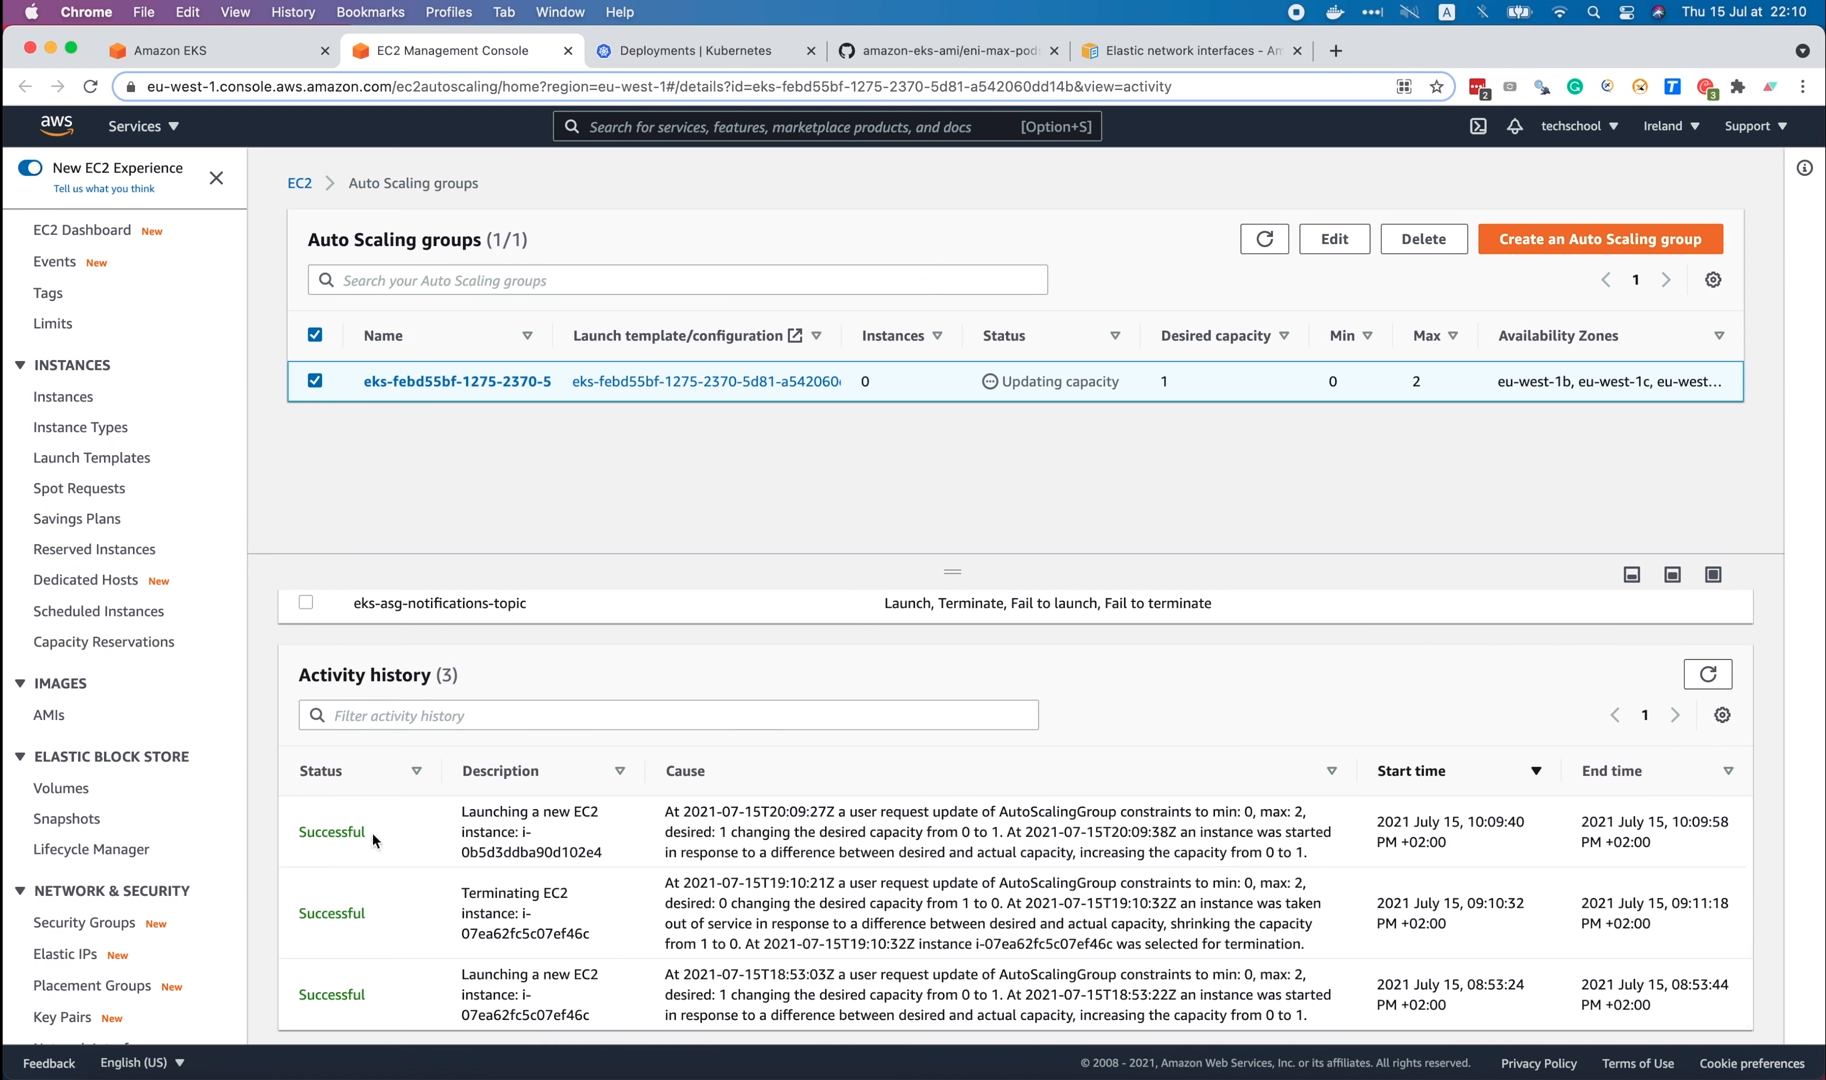 Chrome File Edit View History Bookmarks Profiles Tab Window Help A Thu 15 Jul at 22:10
Amazon EKS EC2 Management Console Deployments | Kubernetes amazon-eks-ami/eni-max-pods Elastic network interfaces - Am
eu-west-1.console.aws.amazon.com/ec2autoscaling/home?region=eu-west-1#/details?id=eks-febd55bf-1275-2370-5d81-a542060dd14b&view=activity 2 T 3
aws Services Search for services, features, marketplace products, and docs [Option+S] techschool Ireland Support
New EC2 Experience
Tell us what you think
EC2 Dashboard New
Events New
Tags
Limits
INSTANCES
Instances
Instance Types
Launch Templates
Spot Requests
Savings Plans
Reserved Instances
Dedicated Hosts New
Scheduled Instances
Capacity Reservations
IMAGES
AMIs
ELASTIC BLOCK STORE
Volumes
Snapshots
Lifecycle Manager
NETWORK & SECURITY
Security Groups New
Elastic IPs New
Placement Groups New
Key Pairs New
EC2 > Auto Scaling groups
Auto Scaling groups (1/1) Edit Delete Create an Auto Scaling group
Search your Auto Scaling groups 1
Name Launch template/configuration Instances Status Desired capacity Min Max Availability Zones
eks-febd55bf-1275-2370-5 eks-febd55bf-1275-2370-5d81-a542060 0 Updating capacity 1 0 2 eu-west-1b, eu-west-1c, eu-west...
eks-asg-notifications-topic Launch, Terminate, Fail to launch, Fail to terminate
Activity history (3)
Filter activity history 1
Status Description Cause Start time End time
Successful
Launching a new EC2
instance: i-
0b5d3ddba90d102e4
At 2021-07-15T20:09:27Z a user request update of AutoScalingGroup constraints to min: 0, max: 2,
desired: 1 changing the desired capacity from 0 to 1. At 2021-07-15T20:09:38Z an instance was started
in response to a difference between desired and actual capacity, increasing the capacity from 0 to 1.
2021 July 15, 10:09:40
PM +02:00
2021 July 15, 10:09:58
PM +02:00
Successful
Terminating EC2
instance: i-
07ea62fc5c07ef46c
At 2021-07-15T19:10:21Z a user request update of AutoScalingGroup constraints to min: 0, max: 2,
desired: 0 changing the desired capacity from 1 to 0. At 2021-07-15T19:10:32Z an instance was taken
out of service in response to a difference between desired and actual capacity, shrinking the capacity
from 1 to 0. At 2021-07-15T19:10:32Z instance i-07ea62fc5c07ef46c was selected for termination.
2021 July 15, 09:10:32
PM +02:00
2021 July 15, 09:11:18
PM +02:00
Successful
Launching a new EC2
instance: i-
07ea62fc5c07ef46c
At 2021-07-15T18:53:03Z a user request update of AutoScalingGroup constraints to min: 0, max: 2,
desired: 1 changing the desired capacity from 0 to 1. At 2021-07-15T18:53:22Z an instance was started
in response to a difference between desired and actual capacity, increasing the capacity from 0 to 1.
2021 July 15, 08:53:24
PM +02:00
2021 July 15, 08:53:44
PM +02:00
Feedback English (US) © 2008 - 2021, Amazon Web Services, Inc. or its affiliates. All rights reserved. Privacy Policy Terms of Use Cookie preferences